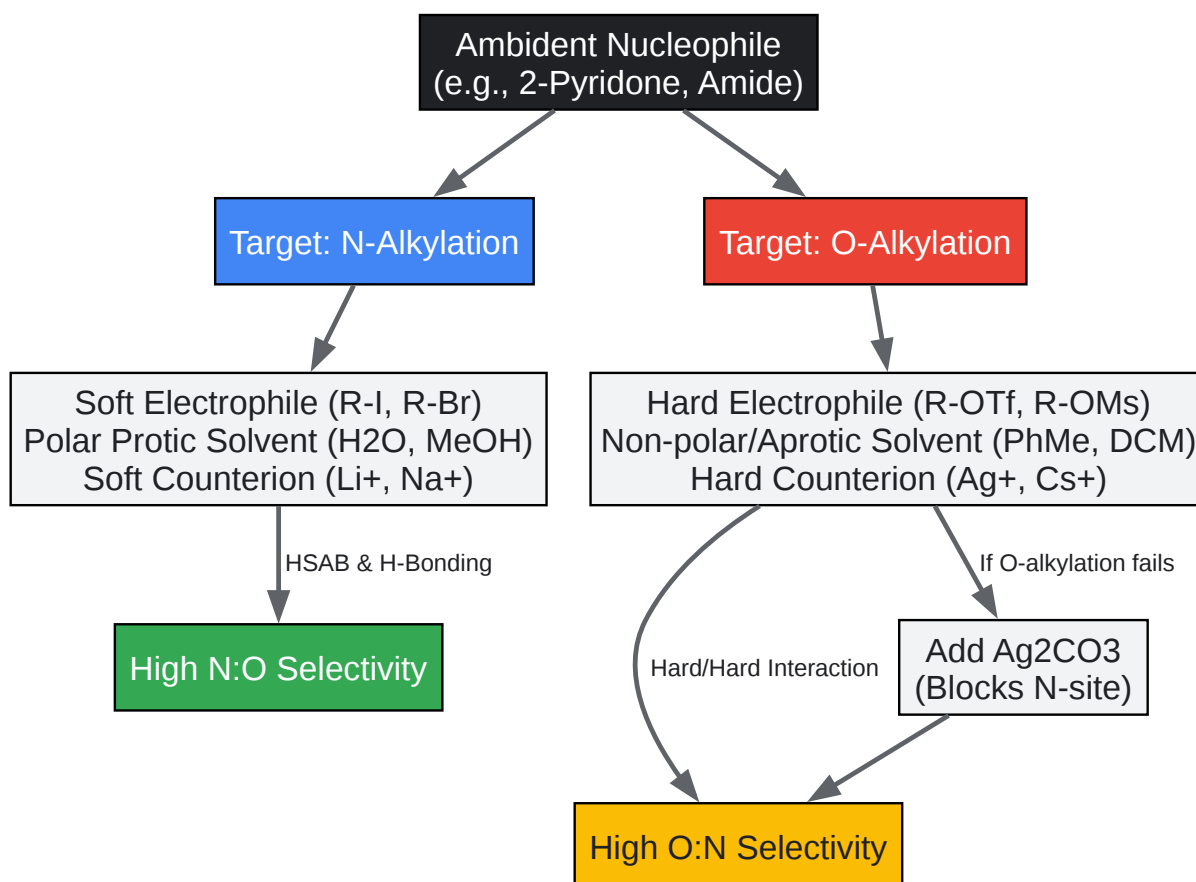 Ambident Nucleophile
(e.g., 2-Pyridone, Amide)
Target: N-Alkylation
Target: O-Alkylation
Soft Electrophile (R-I, R-Br)
Polar Protic Solvent (H2O, MeOH)
Soft Counterion (Li+, Na+)
Hard Electrophile (R-OTf, R-OMs)
Non-polar/Aprotic Solvent (PhMe, DCM)
Hard Counterion (Ag+, Cs+)
HSAB & H-Bonding
If O-alkylation fails
High N:O Selectivity
Hard/Hard Interaction
Add Ag2CO3
(Blocks N-site)
High O:N Selectivity